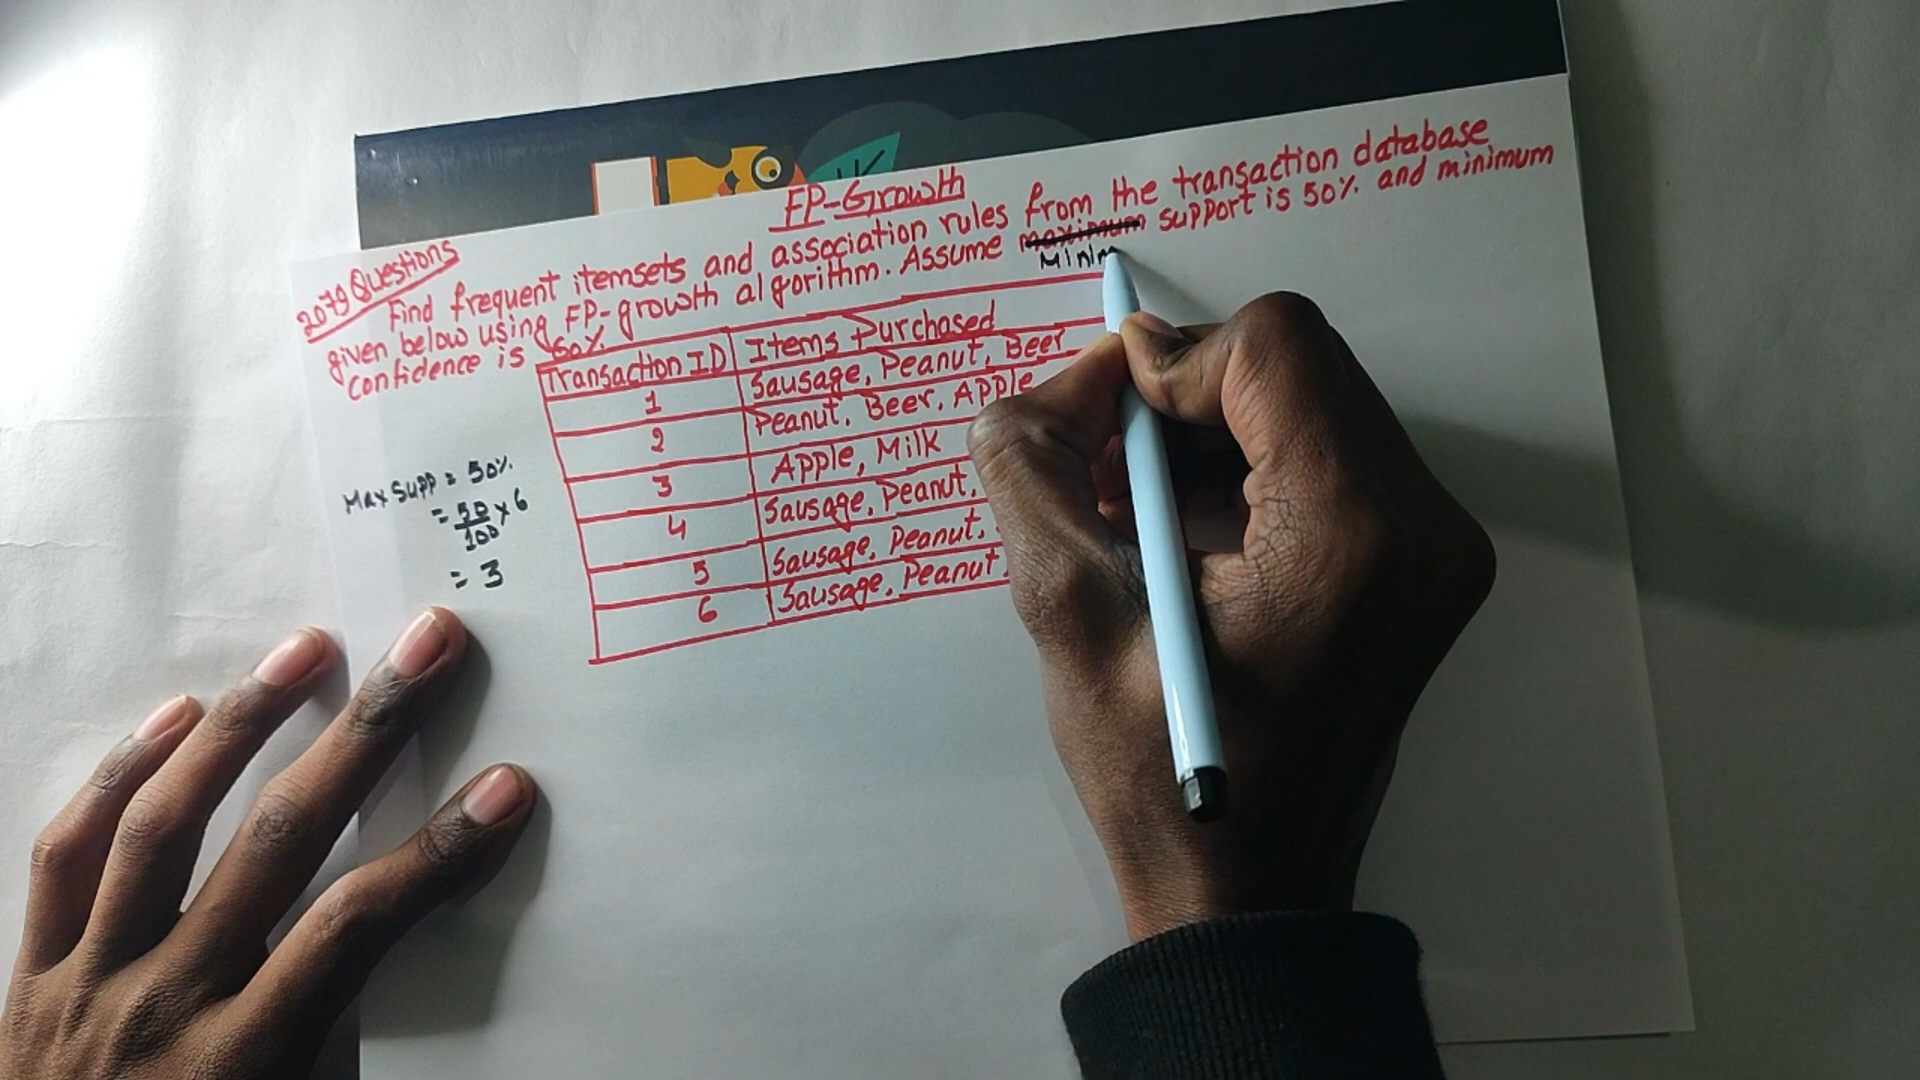 FP-Growth
2079 Questions
Find frequent itemsets and association rules from the transaction database
given below using FP-growth algorithm. Assume maximum support is 50% and minimum
Minim
confidence is 50%.
Transaction ID Items Purchased
1 Sausage, Peanut, Beer
2 Peanut, Beer, Apple
3 Apple, Milk
4 Sausage, Peanut,
5 Sausage, Peanut,
6 Sausage, Peanut
Max Supp = 50%
= 50/100 x 6
= 3